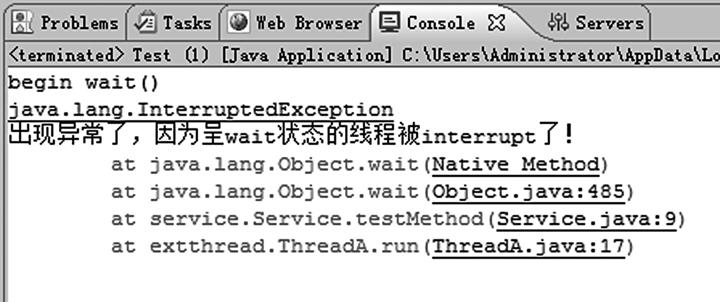 Problems Tasks Web Browser Console Servers
<terminated> Test (1) [Java Application] C:\Users\Administrator\AppData\Lo
begin wait()
java.lang.InterruptedException
出现异常了，因为呈wait状态的线程被interrupt了!
at java.lang.Object.wait(Native Method)
at java.lang.Object.wait(Object.java:485)
at service.Service.testMethod(Service.java:9)
at extthread.ThreadA.run(ThreadA.java:17)